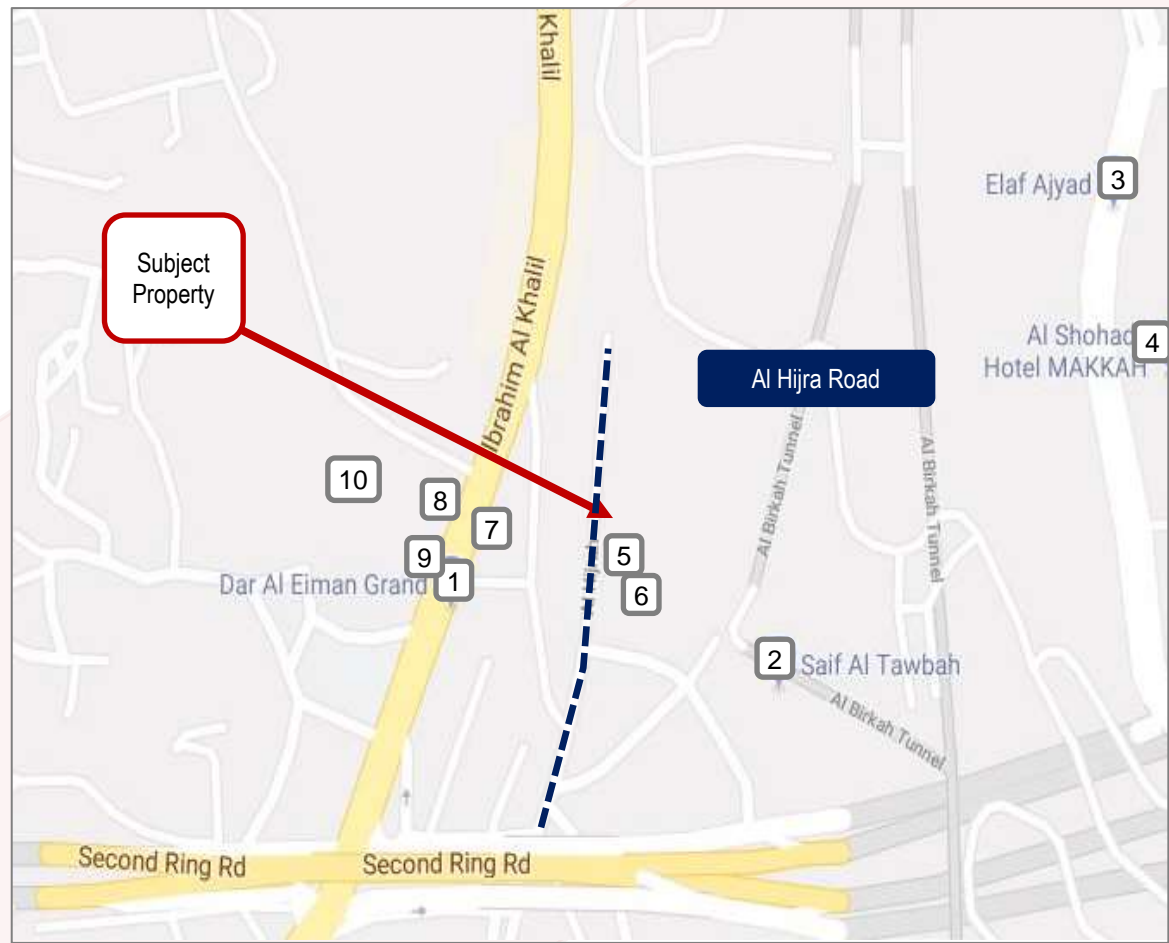 Khalil
Elaf Ajyad
3
Subject
Property
Al Shohad
Hotel MAKKAH
4
Ibrahim Al Khalil
Al Hijra Road
Al Birkah Tunnel
Al Birkah Tunnel
10
8
7
9
Dar Al Eiman Grand
1
5
6
2
Saif Al Tawbah
Al Birkah Tunnel
Second Ring Rd
Second Ring Rd